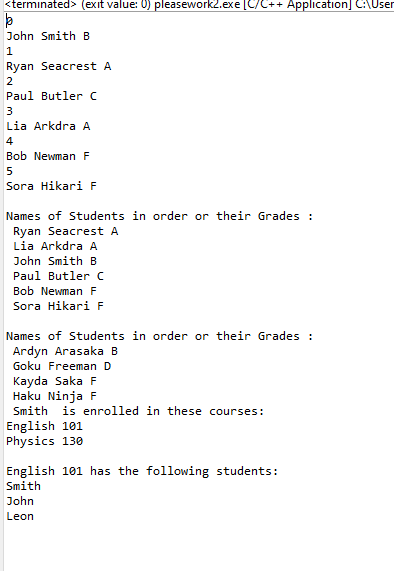 <terminated> (exit value: 0) pleasework2.exe [C/C++ Application] C:\User
0
John Smith B
1
Ryan Seacrest A
2
Paul Butler C
3
Lia Arkdra A
4
Bob Newman F
5
Sora Hikari F

Names of Students in order or their Grades :
 Ryan Seacrest A
 Lia Arkdra A
 John Smith B
 Paul Butler C
 Bob Newman F
 Sora Hikari F

Names of Students in order or their Grades :
 Ardyn Arasaka B
 Goku Freeman D
 Kayda Saka F
 Haku Ninja F
 Smith  is enrolled in these courses:
English 101
Physics 130

English 101 has the following students:
Smith
John
Leon